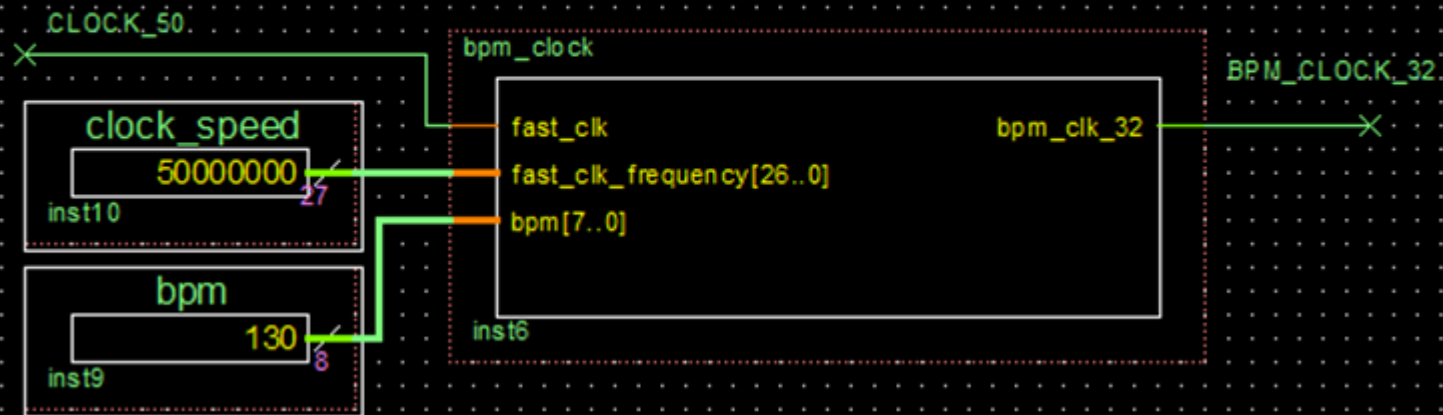 CLOCK_50
bpm_clock
BPM_CLOCK_32
clock_speed
50000000
27
inst10
fast_clk
bpm_clk_32
fast_clk_frequency[26..0]
bpm[7..0]
bpm
130
8
inst9
inst6